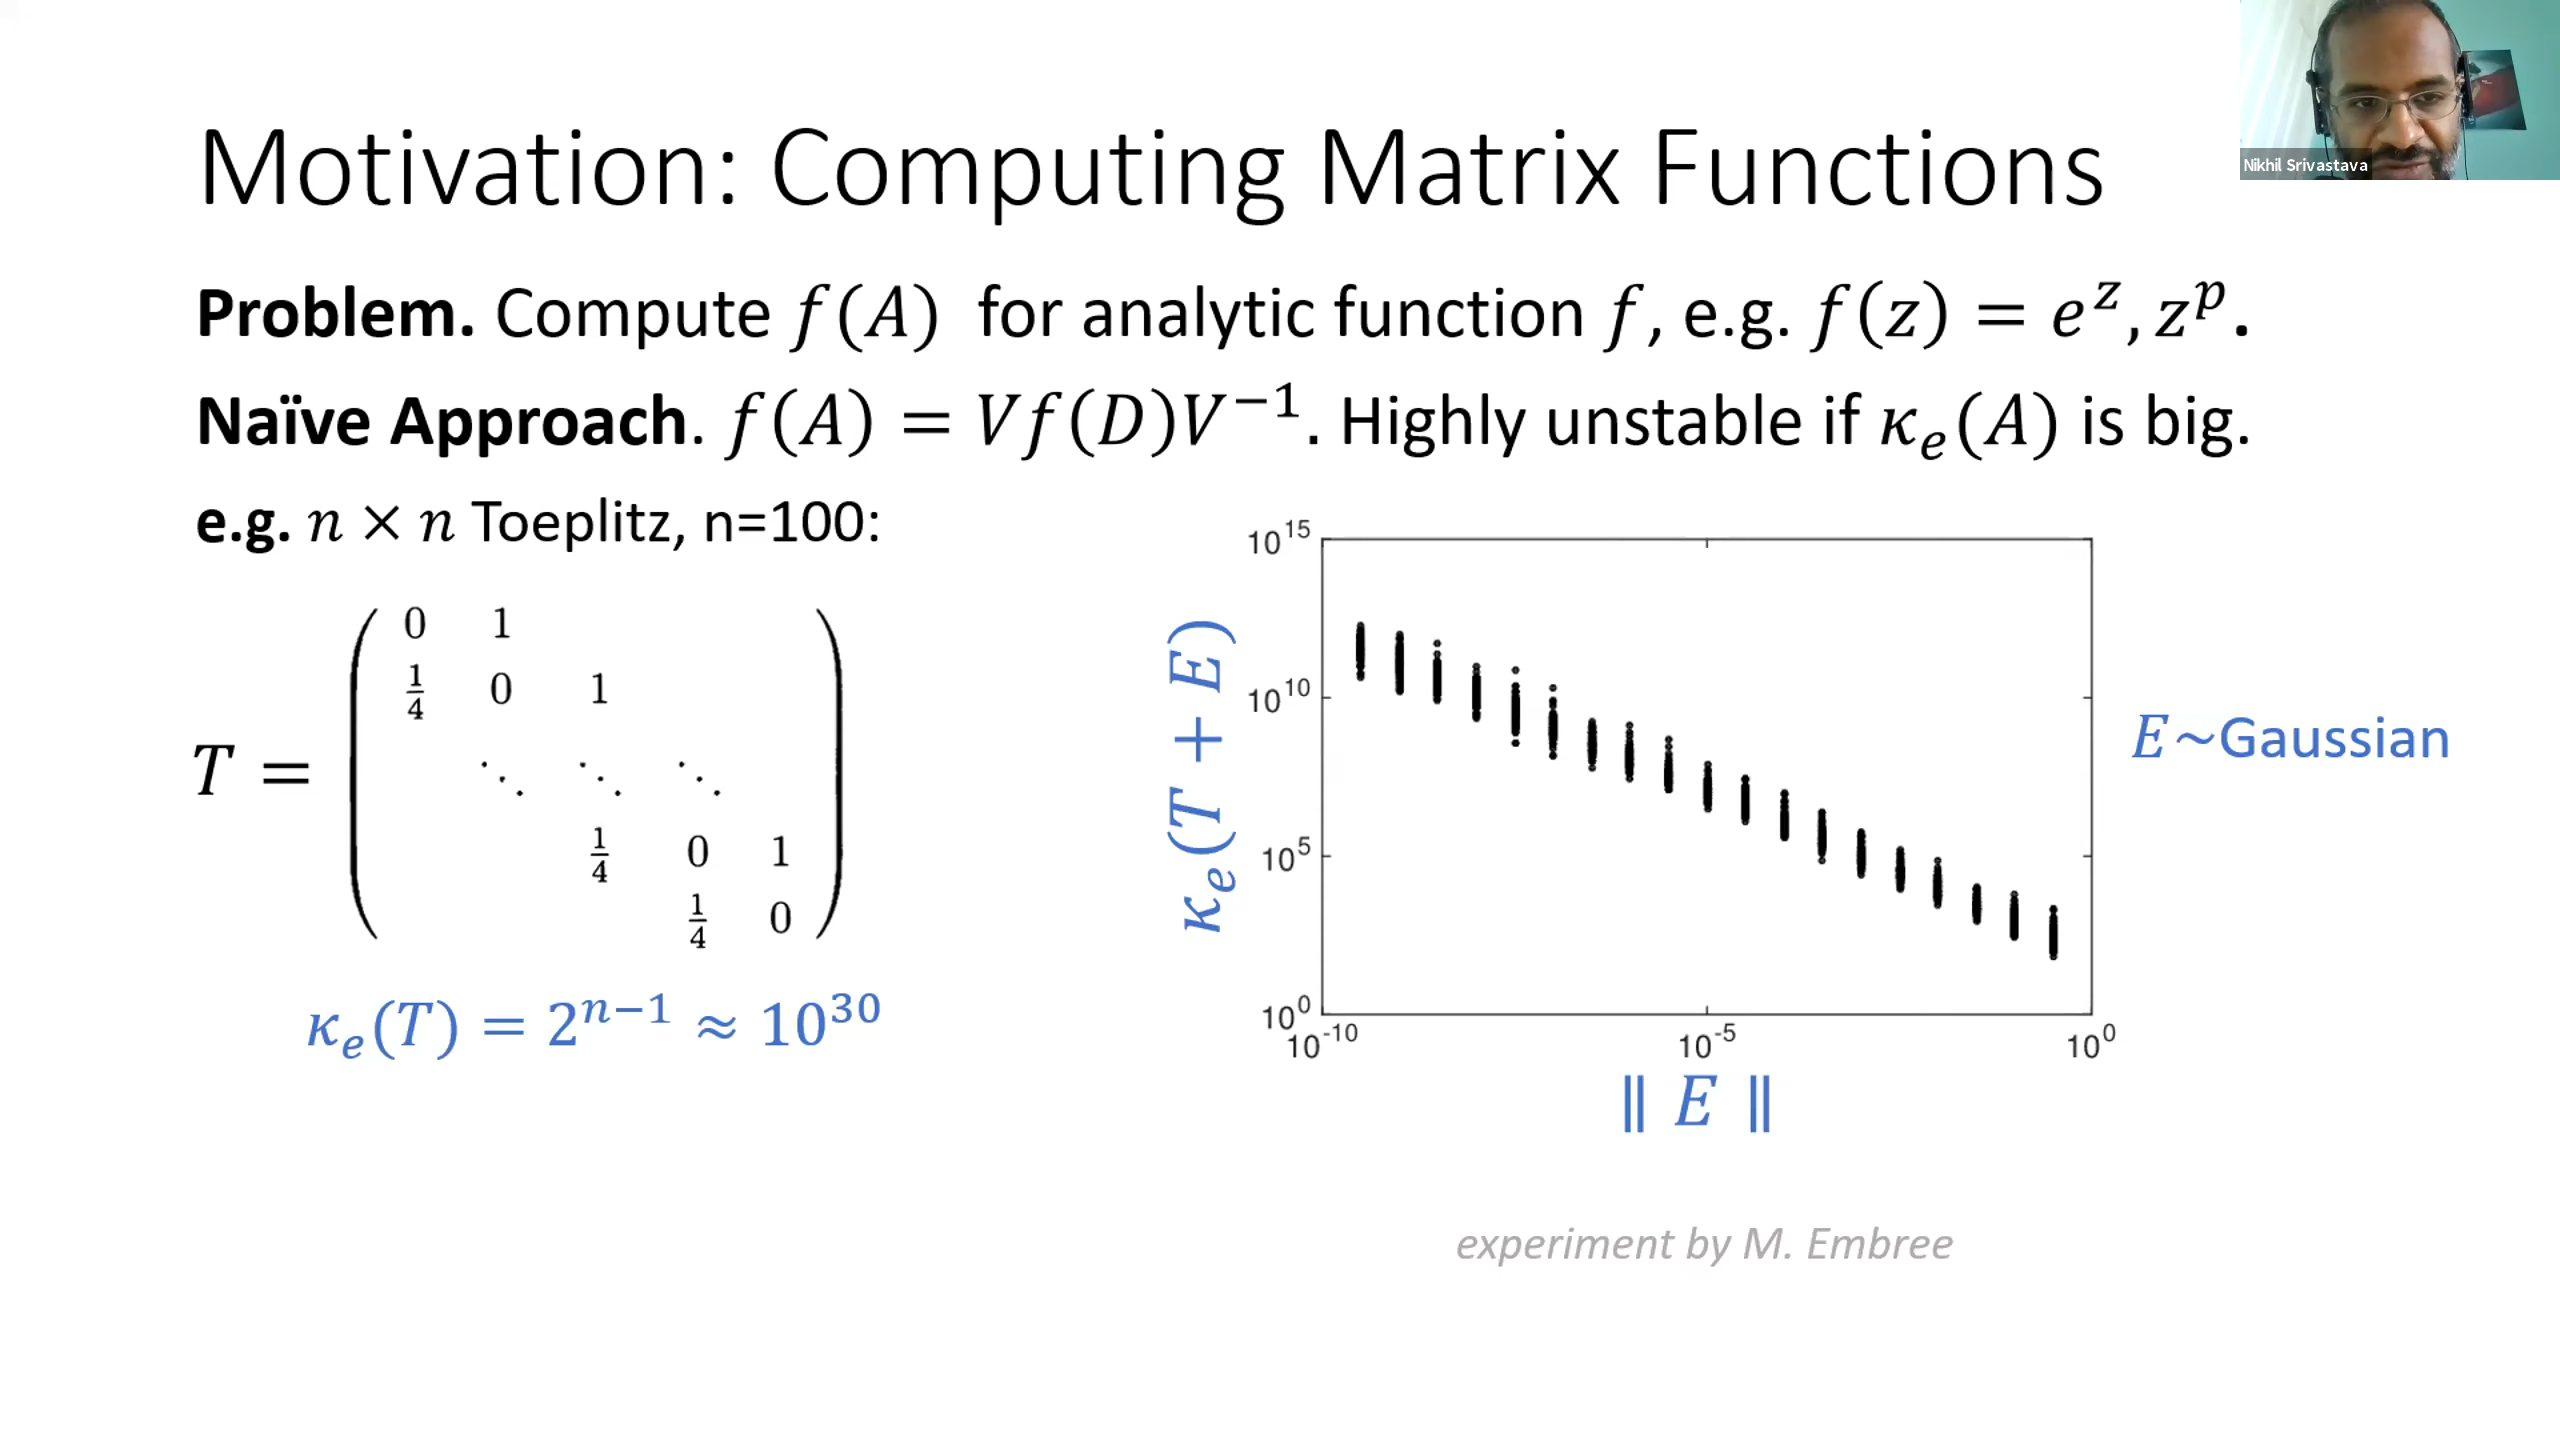 Motivation: Computing Matrix Functions
Nikhil Srivastava
Problem. Compute f(A) for analytic function f, e.g. f(z) = e^z, z^p.
Naïve Approach. f(A) = Vf(D)V^{−1}. Highly unstable if κ_e(A) is big.
e.g. n × n Toeplitz, n=100:
T =
0 1
1/4 0 1
⋱ ⋱ ⋱
1/4 0 1
1/4 0
κ_e(T) = 2^{n−1} ≈ 10^{30}
κ_e(T + E)
10^{15}
10^{10}
10^5
10^0
10^{-10} 10^{-5} 10^0
‖ E ‖
E~Gaussian
experiment by M. Embree